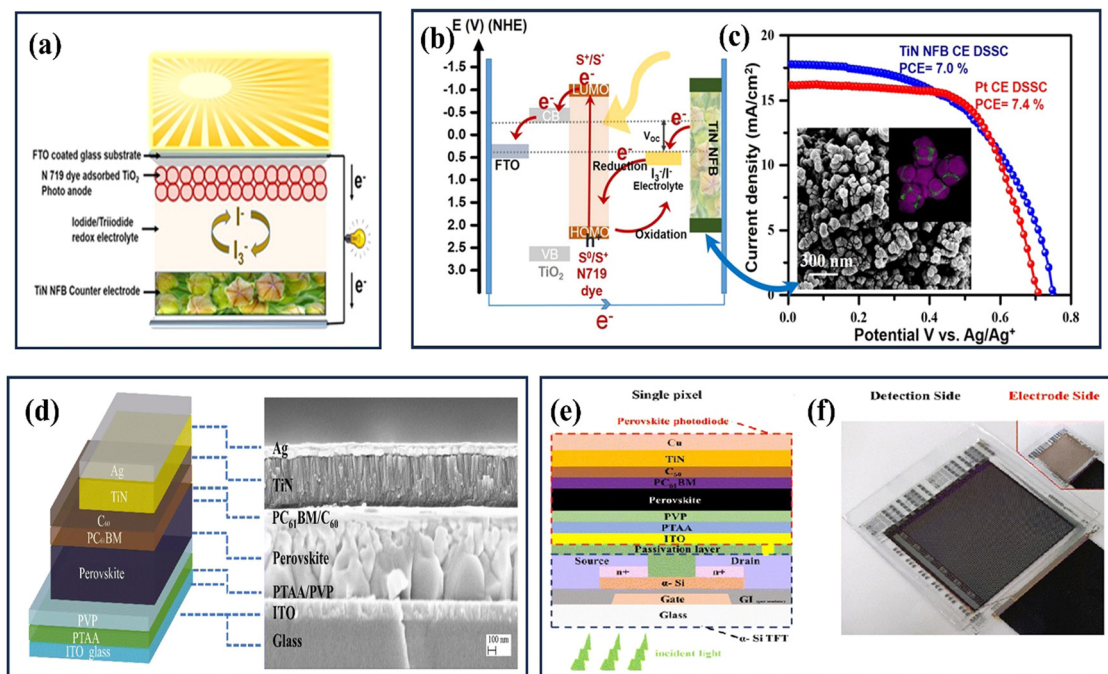 (a)
FTO coated glass substrate
N 719 dye adsorbed TiO₂
Photo anode
Iodide/Triiodide
redox electrolyte
TiN NFB Counter electrode
I⁻
I₃⁻
e⁻
e⁻
(b)
E (V) (NHE)
-1.5
-1.0
-0.5
0.0
0.5
1.0
2.0
2.5
3.0
S⁺/S*
e⁻
LUMO
e⁻
CB
e⁻
FTO
VB
TiO₂
HOMO
h⁺
S⁰/S⁺
N719
dye
V_OC
e⁻
e⁻
Reduction
I₃⁻/I⁻
Electrolyte
Oxidation
TiN NFB
e⁻
(c)
TiN NFB CE DSSC
PCE= 7.0 %
Pt CE DSSC
PCE= 7.4 %
300 nm
Current density (mA/cm²)
20
15
10
5
0
0.0
0.2
0.4
0.6
0.8
Potential V vs. Ag/Ag⁺
(d)
Ag
TiN
C₆₀
PC₆₁BM
Perovskite
PVP
PTAA
ITO glass
Ag
TiN
PC₆₁BM/C₆₀
Perovskite
PTAA/PVP
ITO
Glass
100 nm
(e)
Single pixel
Perovskite photodiode
Cu
TiN
C₆₀
PC₆₁BM
Perovskite
PVP
PTAA
ITO
Passivation layer
Source
Drain
n+
n+
α- Si
Gate
GI
Glass
α- Si TFT
incident light
(f)
Detection Side
Electrode Side